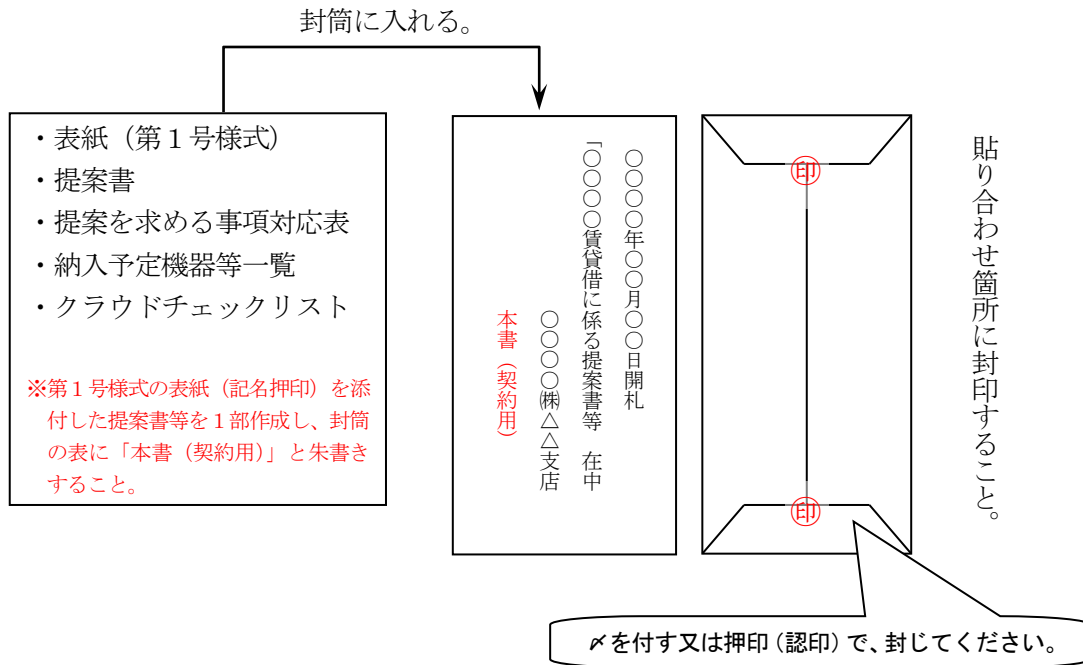 封筒に入れる。
・表紙（第１号様式）
・提案書
・提案を求める事項対応表
・納入予定機器等一覧
・クラウドチェックリスト
※第１号様式の表紙（記名押印）を添
付した提案書等を１部作成し、封筒
の表に「本書（契約用）」と朱書き
すること。
〇〇〇〇年〇〇月〇〇日開札
「〇〇〇〇賃貸借に係る提案書等　在中
〇〇〇〇㈱△△支店
本書（契約用）
㊞
㊞
貼り合わせ箇所に封印すること。
〆を付す又は押印（認印）で、封じてください。